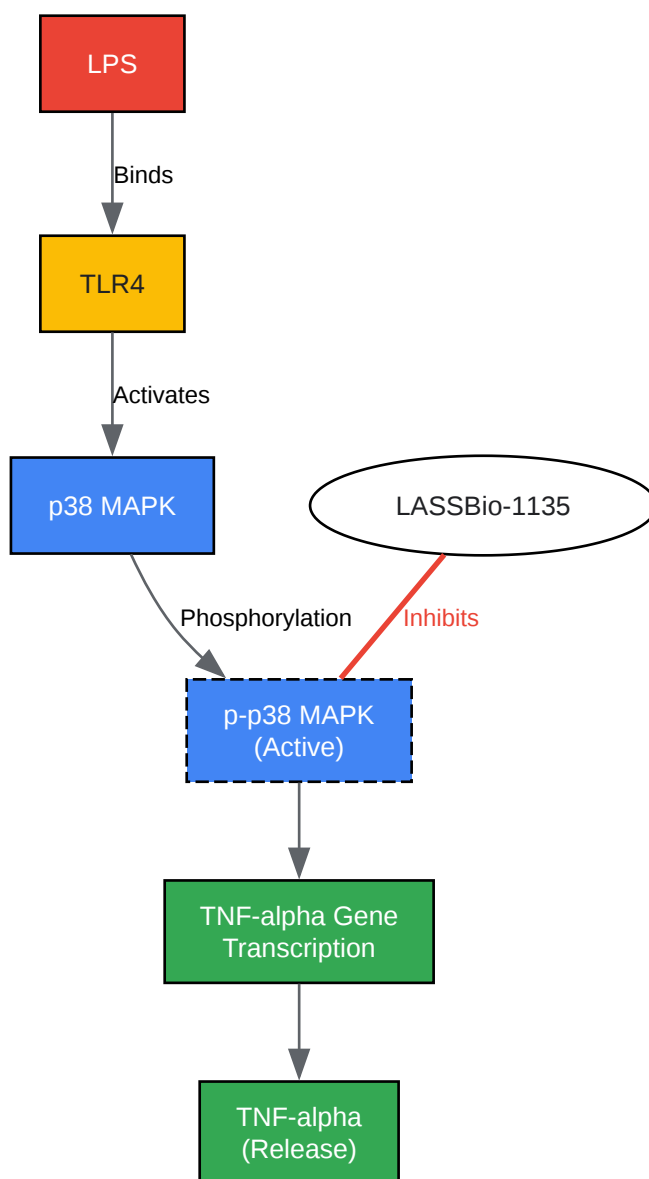 LPS
Binds
TLR4
Activates
p38 MAPK
LASSBio-1135
Phosphorylation
Inhibits
p-p38 MAPK
(Active)
TNF-alpha Gene
Transcription
TNF-alpha
(Release)